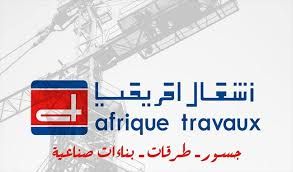 أشغال افريقيا
afrique travaux
جسور - طرقات - بناءات صناعية